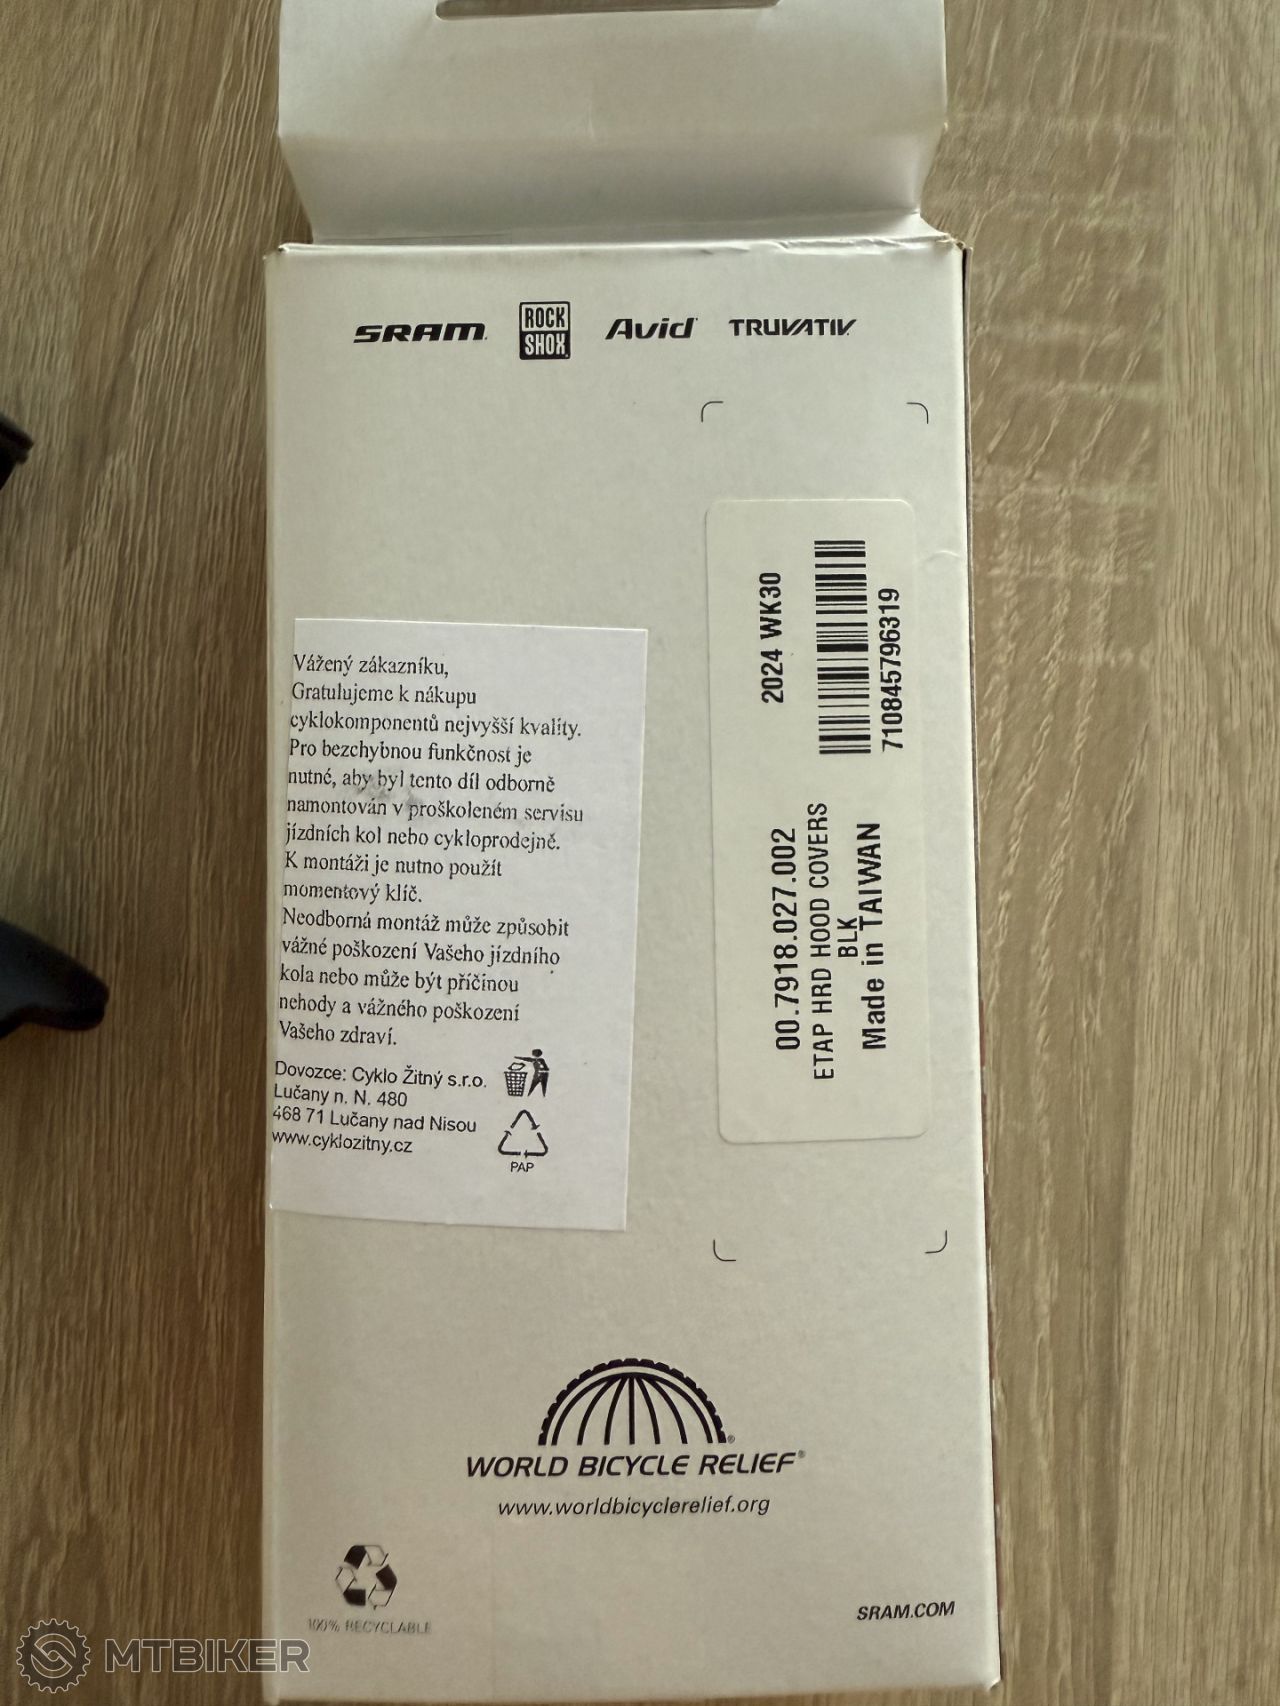 SRAM
ROCK
SHOX
Avid
TRUVATIV
Vážený zákazníku,
Gratulujeme k nákupu
cyklokomponentů nejvyšší kvality.
Pro bezchybnou funkčnost je
nutné, aby byl tento díl odborně
namontován v proškoleném servisu
jízdních kol nebo cykloprodejně.
K montáži je nutno použít
momentový klíč.
Neodborná montáž může způsobit
vážné poškození Vašeho jízdního
kola nebo může být příčinou
nehody a vážného poškození
Vašeho zdraví.
Dovozce: Cyklo Žitný s.r.o.
Lučany n. N. 480
468 71 Lučany nad Nisou
www.cyklozitny.cz
PAP
2024 WK30
710845796319
00.7918.027.002
ETAP HRD HOOD COVERS
BLK
Made in TAIWAN
WORLD BICYCLE RELIEF®
www.worldbicyclerelief.org
100% RECYCLABLE
SRAM.COM
MTBIKER